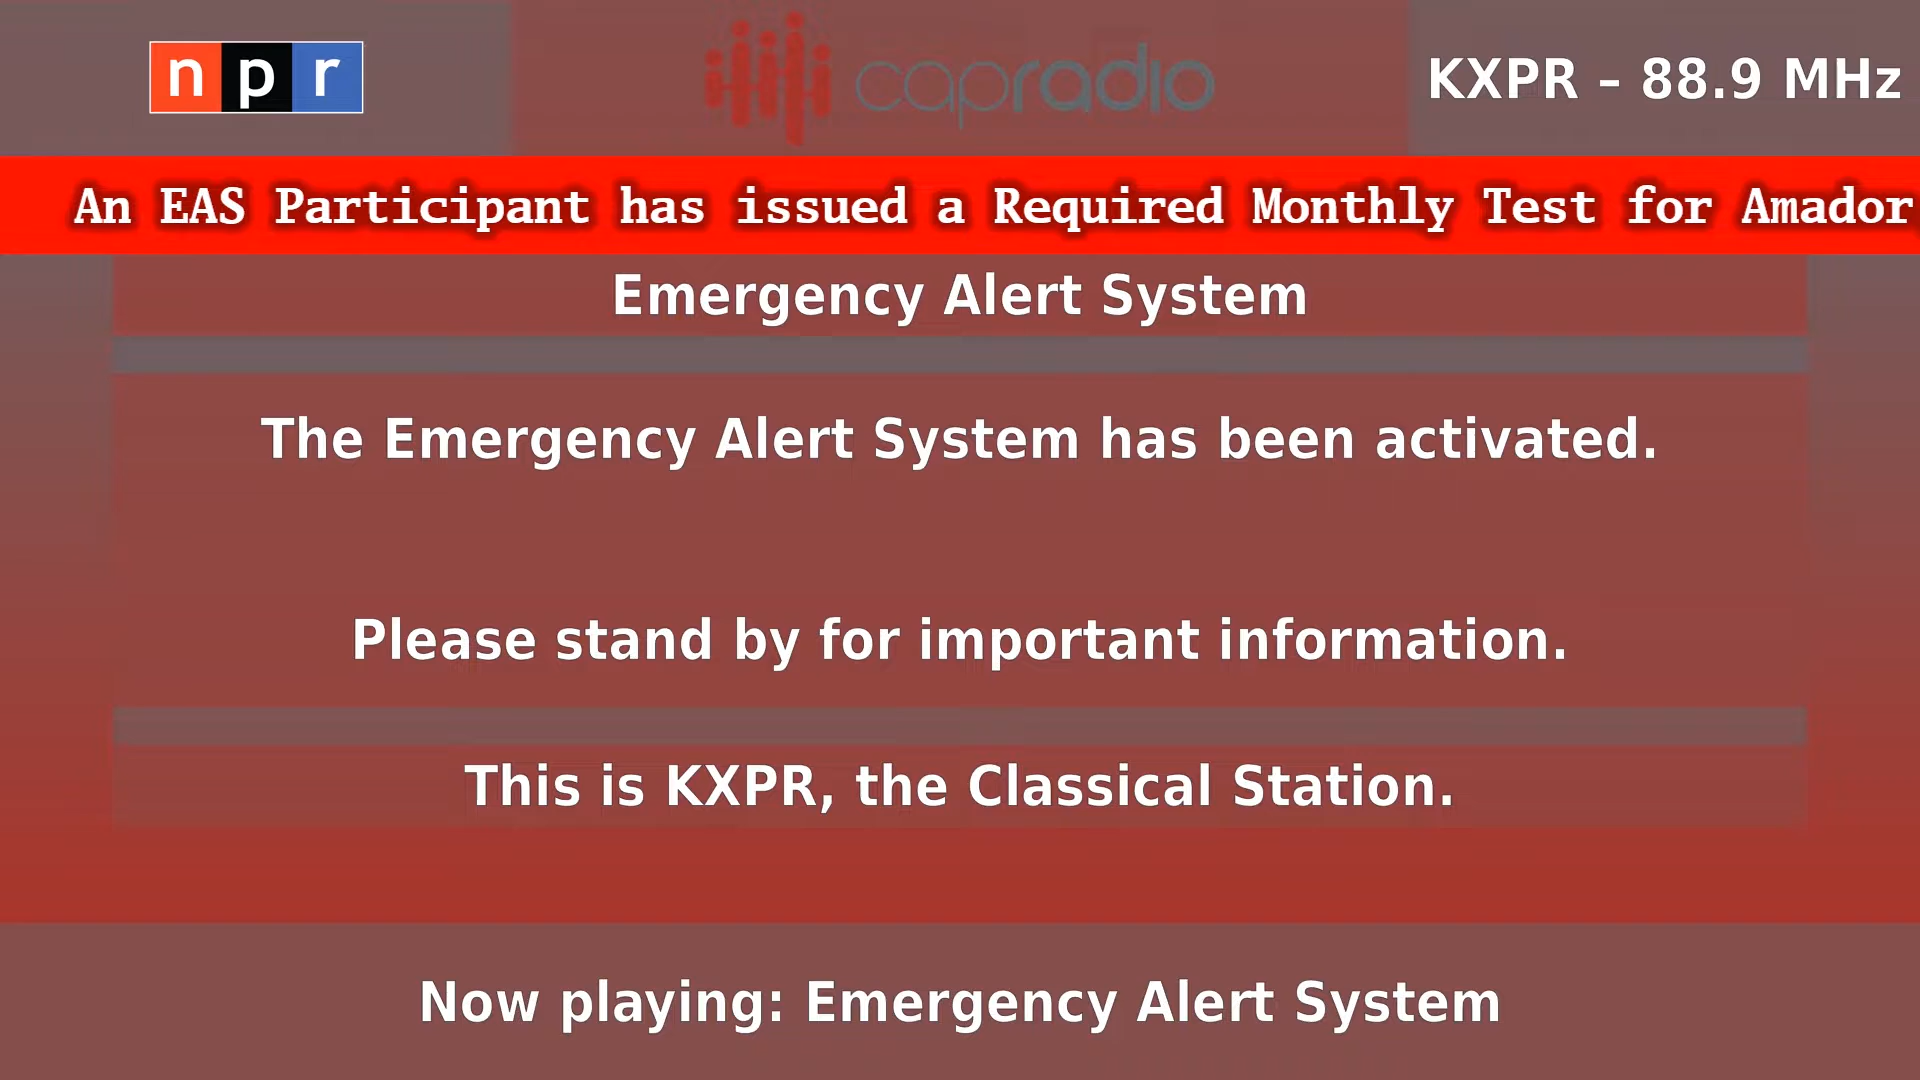 npr
capradio
KXPR – 88.9 MHz
An EAS Participant has issued a Required Monthly Test for Amador
Emergency Alert System
The Emergency Alert System has been activated.
Please stand by for important information.
This is KXPR, the Classical Station.
Now playing: Emergency Alert System